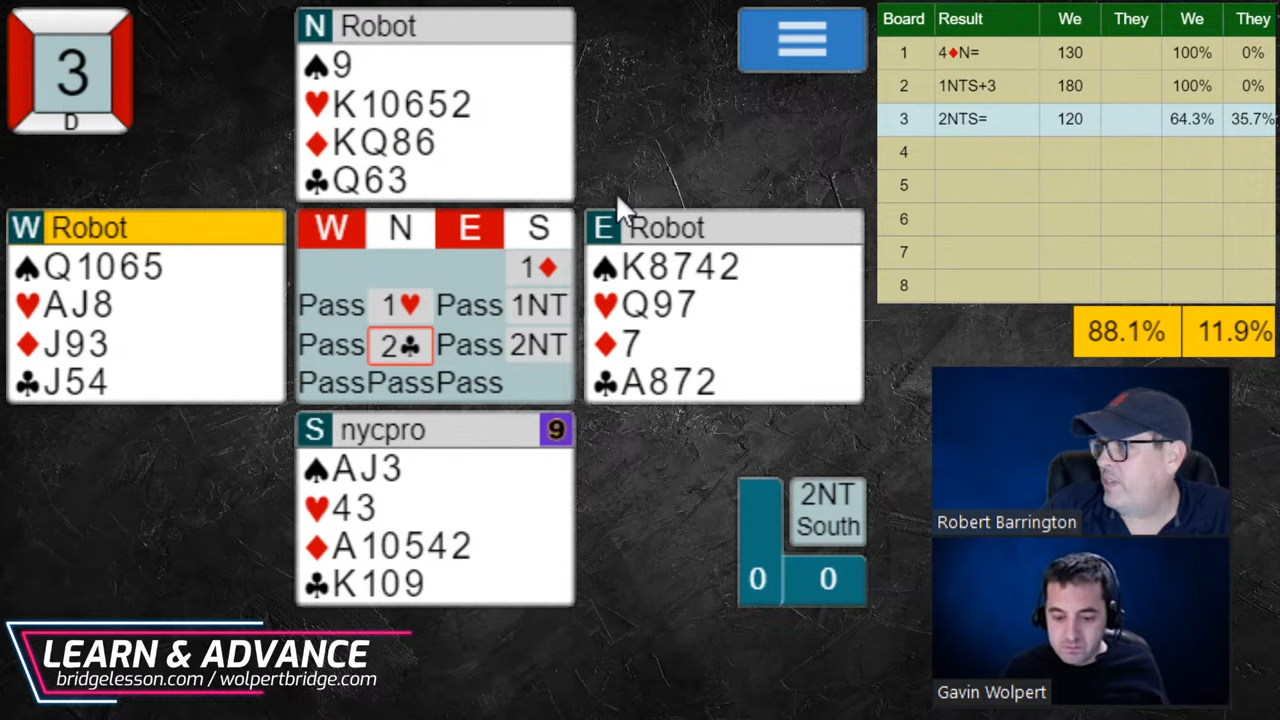 3
D
N Robot
♠9
♥K10652
♦KQ86
♣Q63
W Robot
♠Q1065
♥AJ8
♦J93
♣J54
W N E S
1♦
Pass 1♥ Pass 1NT
Pass 2♣ Pass 2NT
Pass Pass Pass
E Robot
♠K8742
♥Q97
♦7
♣A872
S nycpro 9
♠AJ3
♥43
♦A10542
♣K109
2NT
South
0 0
Board Result We They We They
1 4♦N= 130 100% 0%
2 1NTS+3 180 100% 0%
3 2NTS= 120 64.3% 35.7%
4
5
6
7
8
88.1% 11.9%
Robert Barrington
Gavin Wolpert
LEARN & ADVANCE
bridgelesson.com / wolpertbridge.com